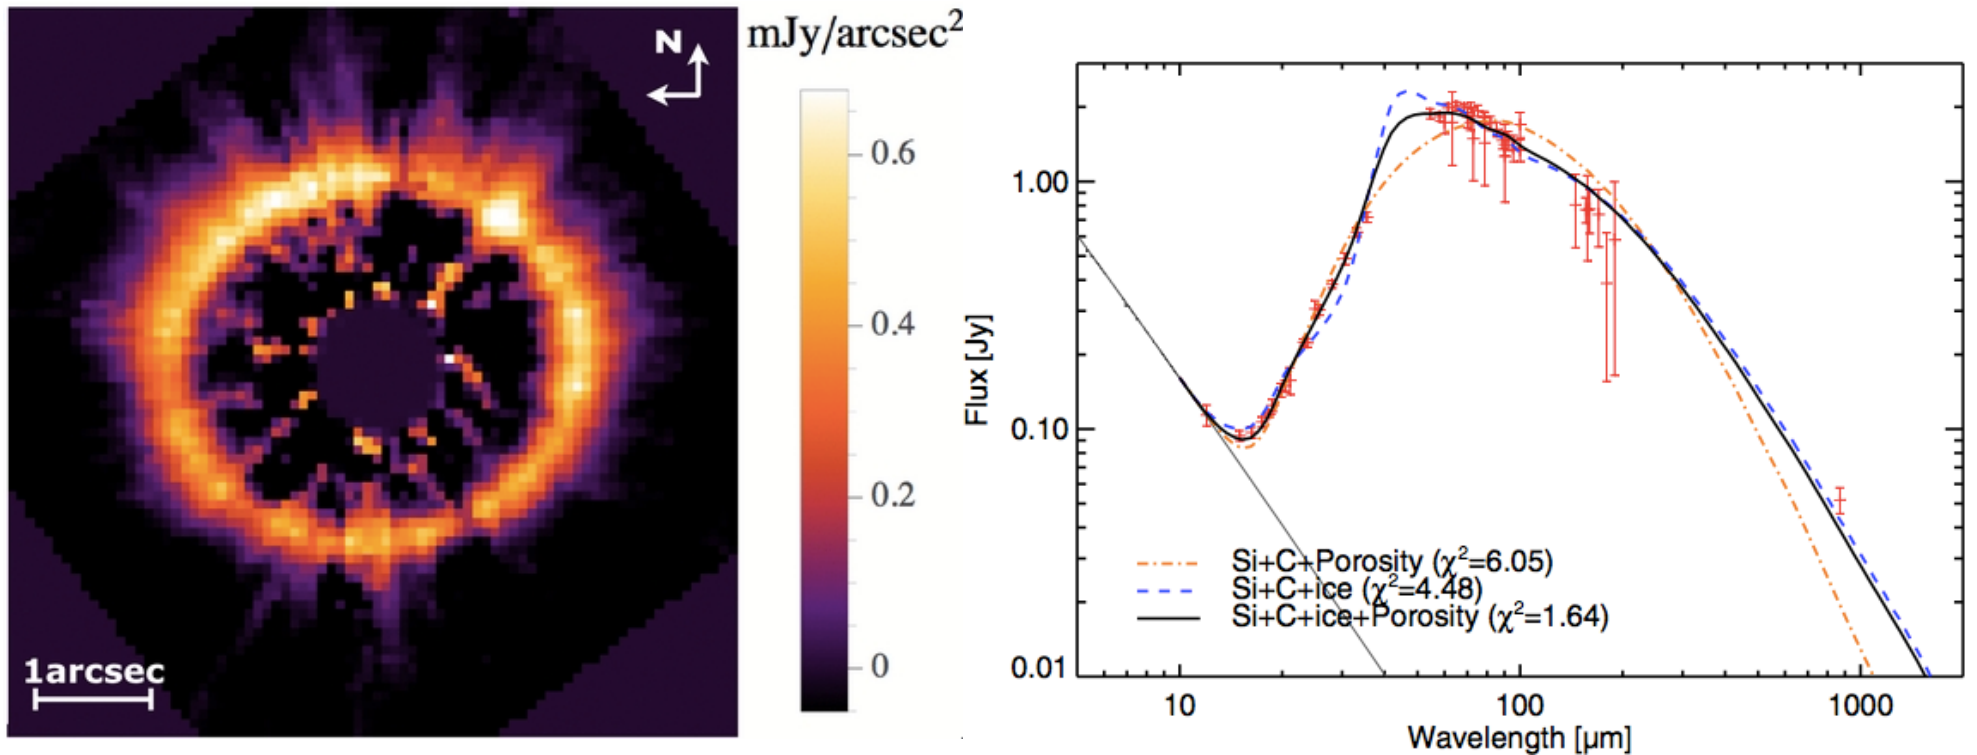 N
1arcsec
mJy/arcsec²
0.6
0.4
0.2
0
Flux [Jy]
1.00
0.10
0.01
Si+C+Porosity (χ²=6.05)
Si+C+ice (χ²=4.48)
Si+C+ice+Porosity (χ²=1.64)
10
100
1000
Wavelength [µm]